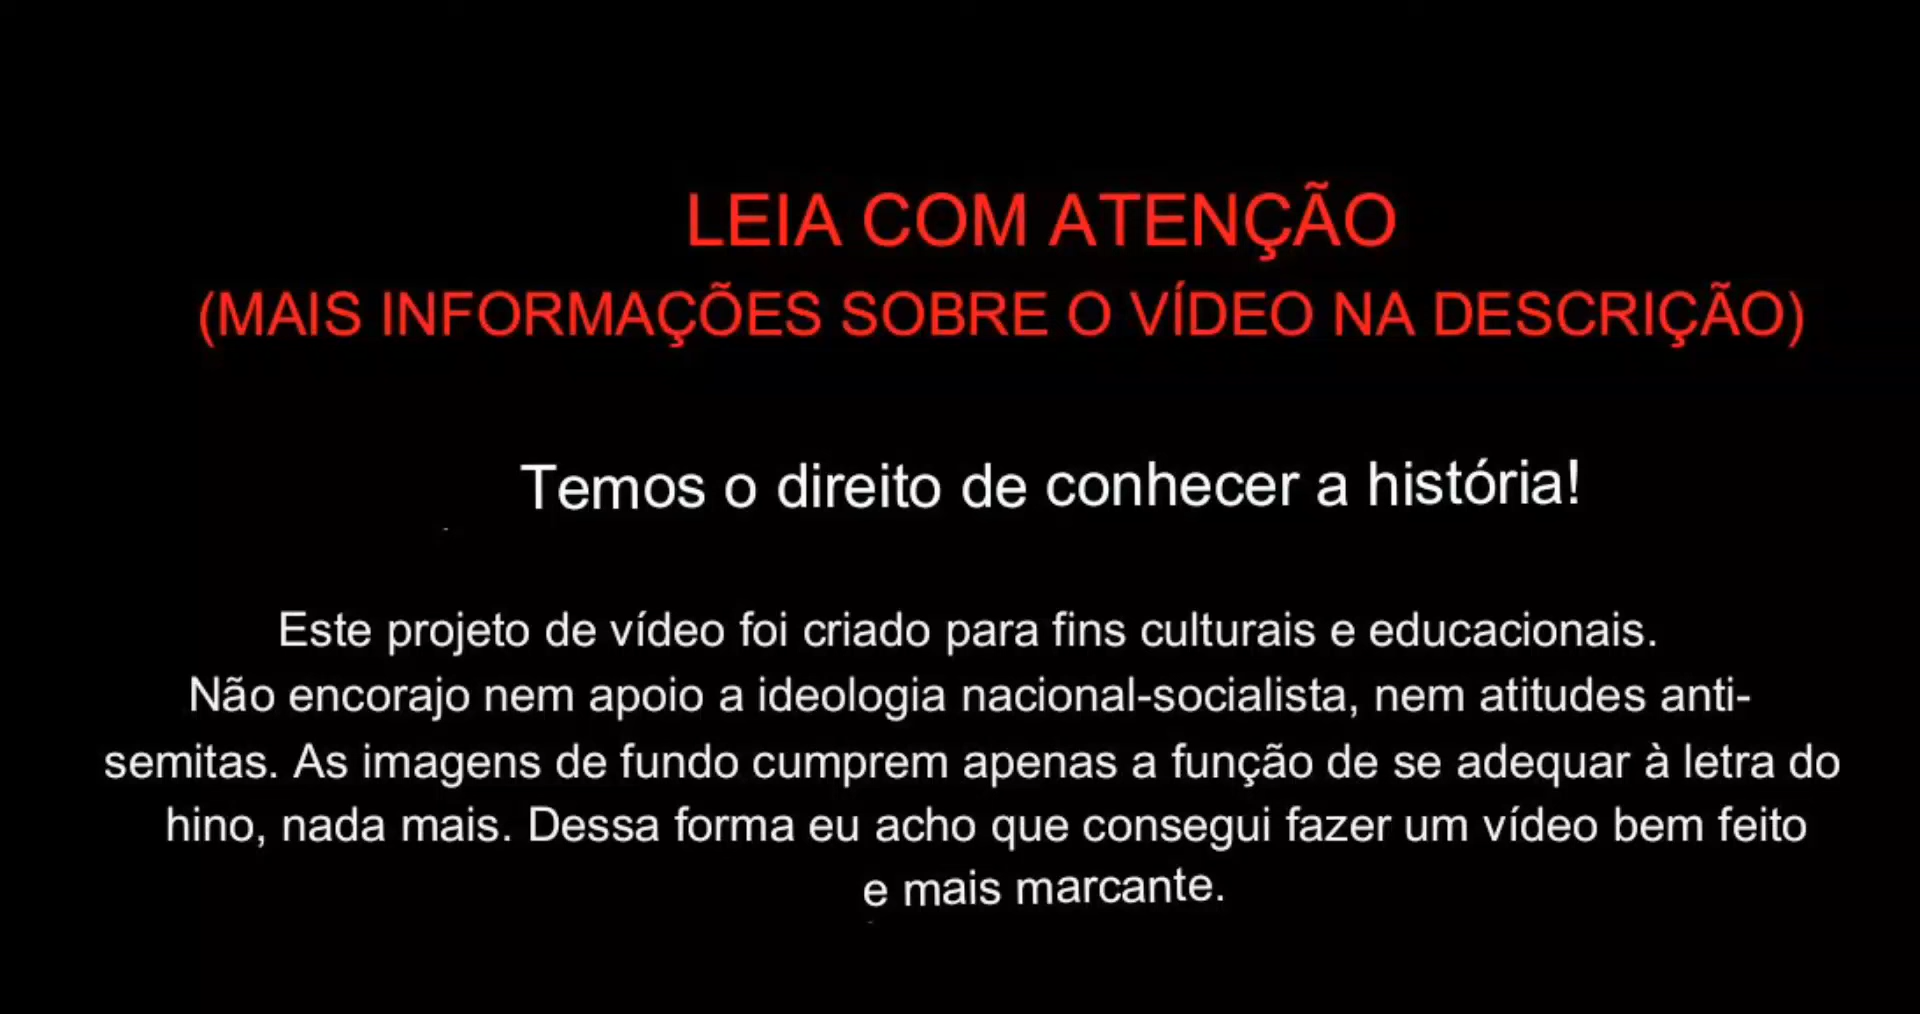 LEIA COM ATENÇÃO
(MAIS INFORMAÇÕES SOBRE O VÍDEO NA DESCRIÇÃO)
Temos o direito de conhecer a história!
Este projeto de vídeo foi criado para fins culturais e educacionais.
Não encorajo nem apoio a ideologia nacional-socialista, nem atitudes anti-
semitas. As imagens de fundo cumprem apenas a função de se adequar à letra do
hino, nada mais. Dessa forma eu acho que consegui fazer um vídeo bem feito
e mais marcante.